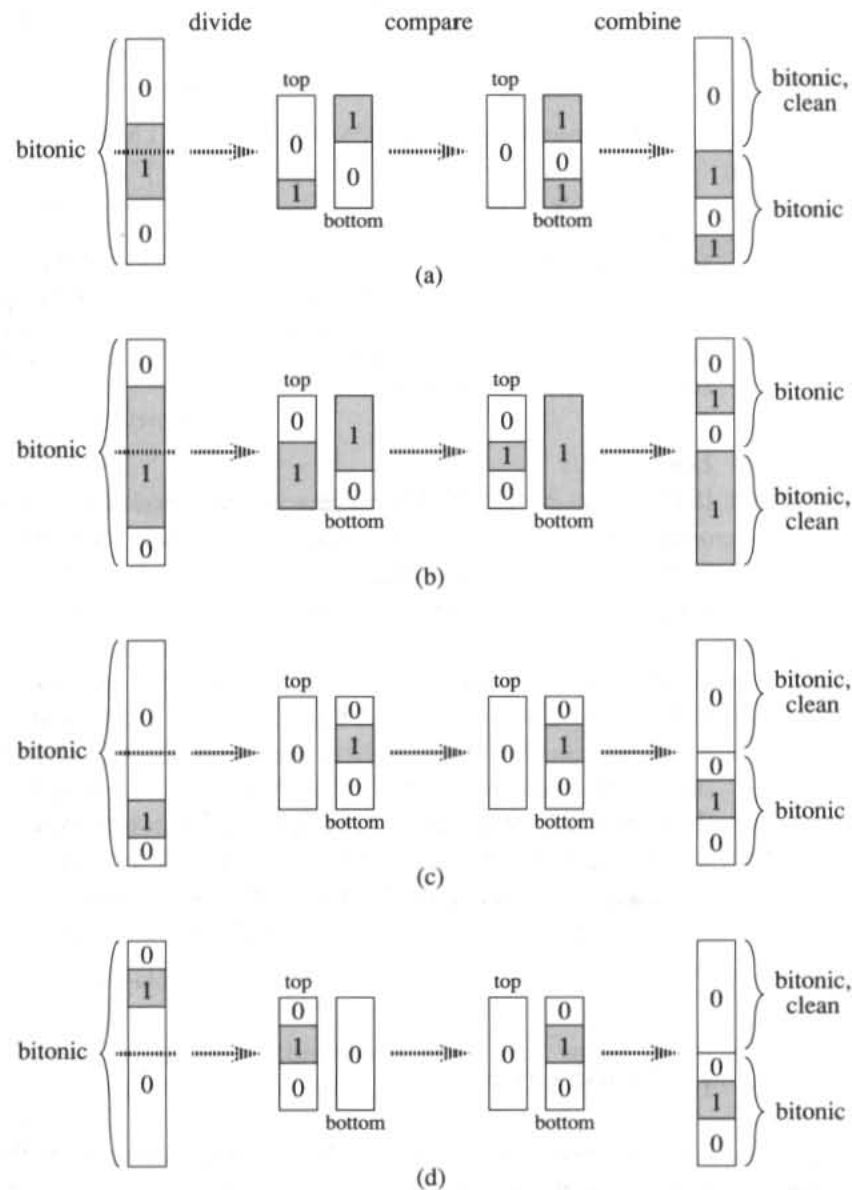 divide compare combine
top top
0 0 1 0 1 0 bitonic, clean
bitonic 1 1 0 0 1 1 0 1 bitonic
0 bottom bottom
(a)
0 top top 0 1 0 bitonic
bitonic 1 0 1 1 0 0 1 0 1 1 bitonic, clean
0 bottom bottom
(b)
0 top top 0 bitonic, clean
bitonic 0 0 1 0 0 0 1 0 0 1 0 bitonic
1 0 bottom bottom
(c)
0 1 top top 0 bitonic, clean
bitonic 0 0 1 0 0 0 0 1 0 0 1 0 bitonic
bottom bottom
(d)